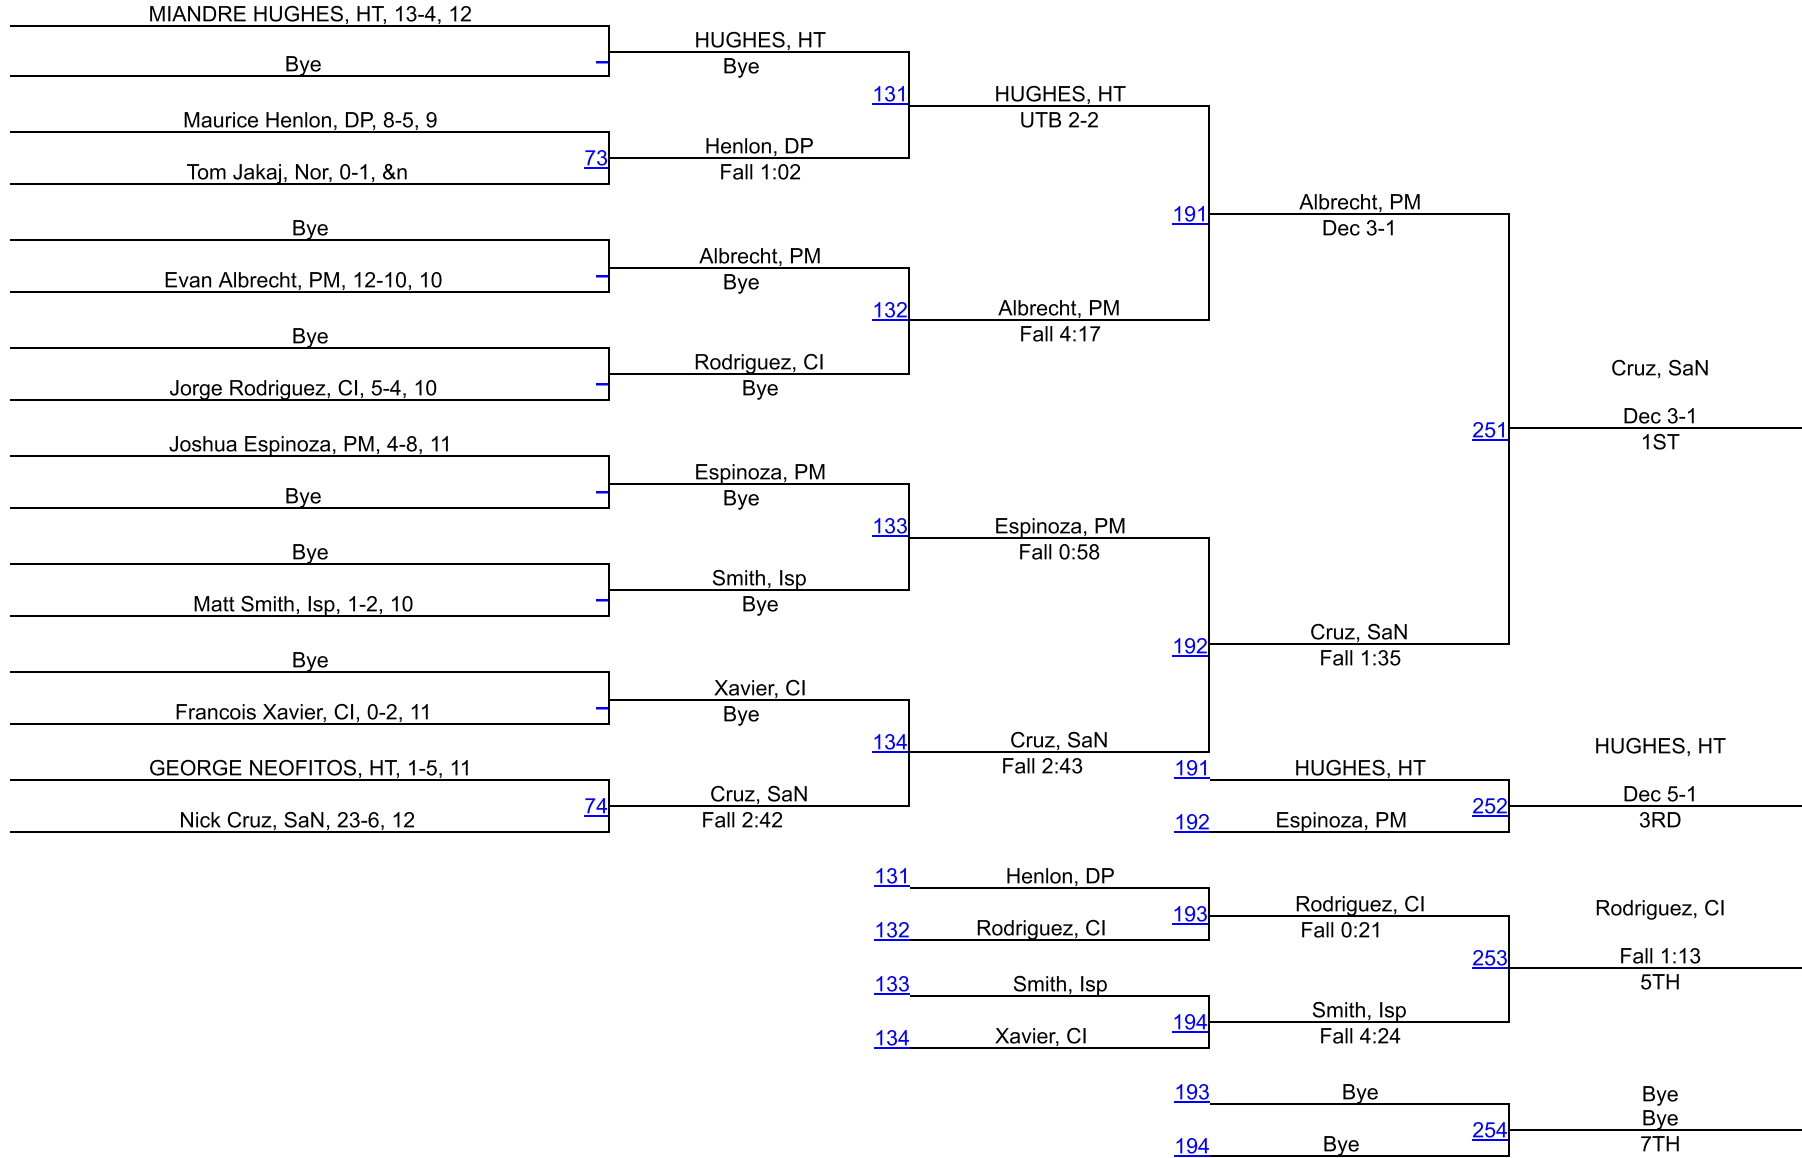 MIANDRE HUGHES, HT, 13-4, 12
Bye
HUGHES, HT
Bye
131
Maurice Henlon, DP, 8-5, 9
73
Tom Jakaj, Nor, 0-1, &n
Henlon, DP
Fall 1:02
HUGHES, HT
UTB 2-2
191
Bye
Evan Albrecht, PM, 12-10, 10
Albrecht, PM
Bye
132
Bye
Jorge Rodriguez, CI, 5-4, 10
Rodriguez, CI
Bye
Albrecht, PM
Fall 4:17
Albrecht, PM
Dec 3-1
251
Joshua Espinoza, PM, 4-8, 11
Bye
Espinoza, PM
Bye
133
Bye
Matt Smith, Isp, 1-2, 10
Smith, Isp
Bye
Espinoza, PM
Fall 0:58
192
Bye
Francois Xavier, CI, 0-2, 11
Xavier, CI
Bye
134
GEORGE NEOFITOS, HT, 1-5, 11
74
Nick Cruz, SaN, 23-6, 12
Cruz, SaN
Fall 2:42
Cruz, SaN
Fall 2:43
Cruz, SaN
Fall 1:35
Cruz, SaN
Dec 3-1
1ST
191
HUGHES, HT
192
Espinoza, PM
252
HUGHES, HT
Dec 5-1
3RD
131
Henlon, DP
132
Rodriguez, CI
193
Rodriguez, CI
Fall 0:21
133
Smith, Isp
134
Xavier, CI
194
Smith, Isp
Fall 4:24
253
Rodriguez, CI
Fall 1:13
5TH
193
Bye
194
Bye
254
Bye
Bye
7TH